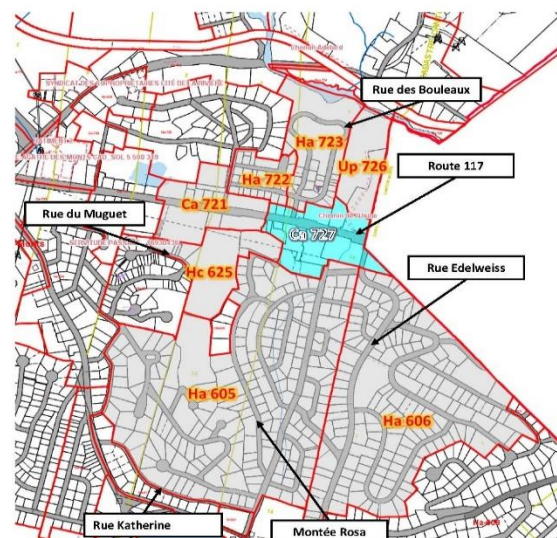 Rue des Bouleaux
Ha 723
Up 726
Ha 722
Route 117
Ca 721
Rue du Muguet
Ca 727
Hc 625
Rue Edelweiss
Ha 605
Ha 606
Rue Katherine
Montée Rosa